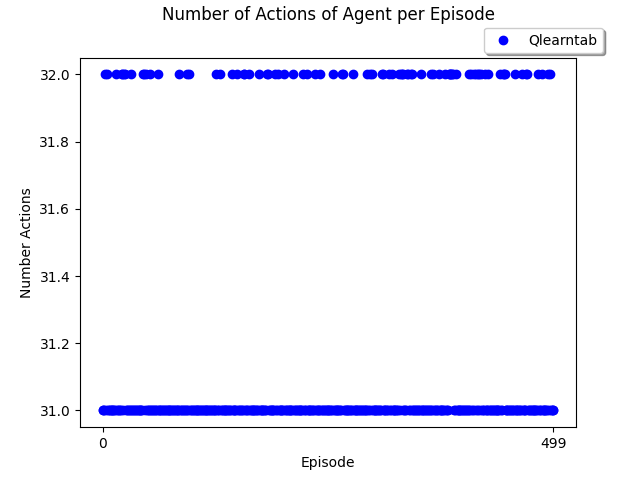 Number of Actions of Agent per Episode
Qlearntab
32.0
31.8
31.6
31.4
31.2
31.0
Number Actions
0
499
Episode